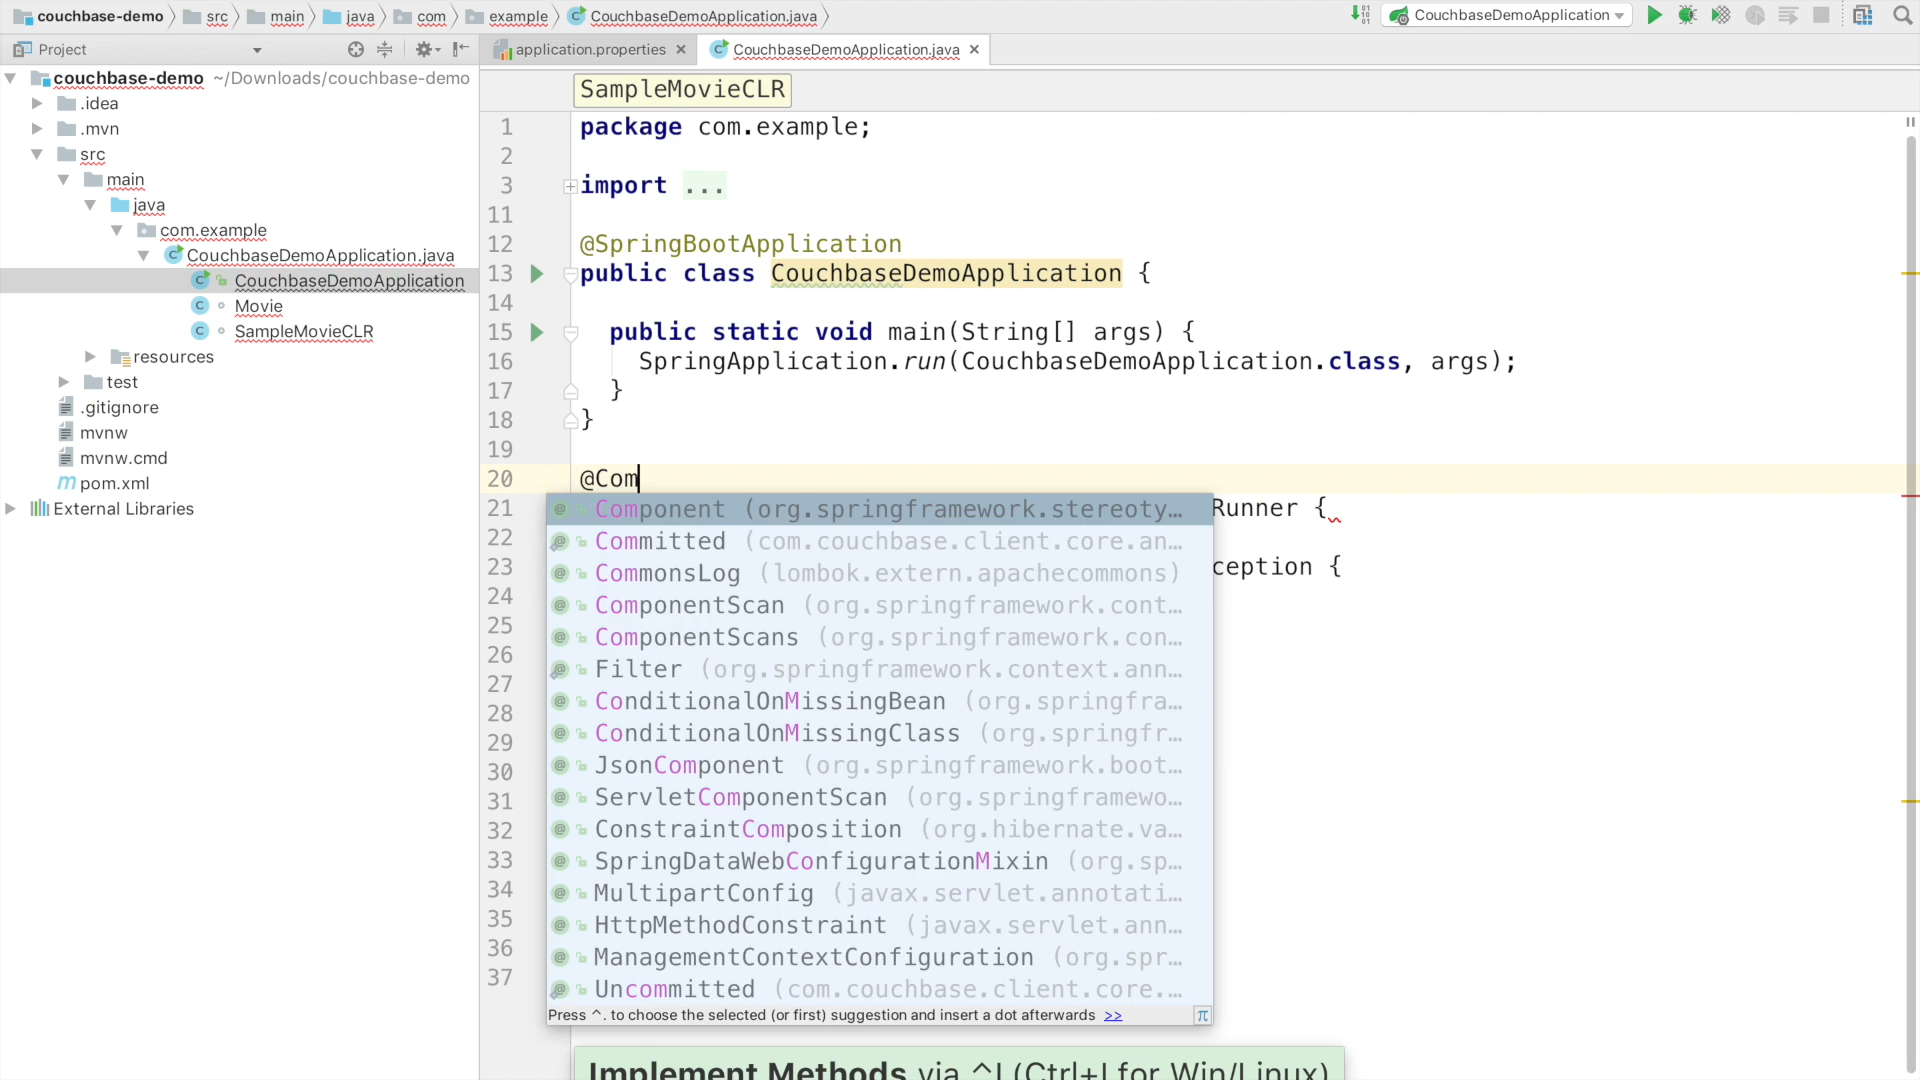 couchbase-demo src main java com example CouchbaseDemoApplication.java CouchbaseDemoApplication
Project application.properties CouchbaseDemoApplication.java
couchbase-demo ~/Downloads/couchbase-demo
.idea
.mvn
src
main
java
com.example
CouchbaseDemoApplication.java
CouchbaseDemoApplication
Movie
SampleMovieCLR
resources
test
.gitignore
mvnw
mvnw.cmd
pom.xml
External Libraries
SampleMovieCLR
1 package com.example;
2
3 import ...
11
12 @SpringBootApplication
13 public class CouchbaseDemoApplication {
14
15 public static void main(String[] args) {
16 SpringApplication.run(CouchbaseDemoApplication.class, args);
17 }
18 }
19
20 @Com
21 Runner {
22
23 ception {
24
25
26
27
28
29
30
31
32
33
34
35
36
37
Component (org.springframework.stereoty…
Committed (com.couchbase.client.core.an…
CommonsLog (lombok.extern.apachecommons)
ComponentScan (org.springframework.cont…
ComponentScans (org.springframework.con…
Filter (org.springframework.context.ann…
ConditionalOnMissingBean (org.springfra…
ConditionalOnMissingClass (org.springfr…
JsonComponent (org.springframework.boot…
ServletComponentScan (org.springframewo…
ConstraintComposition (org.hibernate.va…
SpringDataWebConfigurationMixin (org.sp…
MultipartConfig (javax.servlet.annotati…
HttpMethodConstraint (javax.servlet.ann…
ManagementContextConfiguration (org.spr…
Uncommitted (com.couchbase.client.core.…
Press ^. to choose the selected (or first) suggestion and insert a dot afterwards >> π
Implement Methods via ^I (Ctrl+I for Win/Linux)